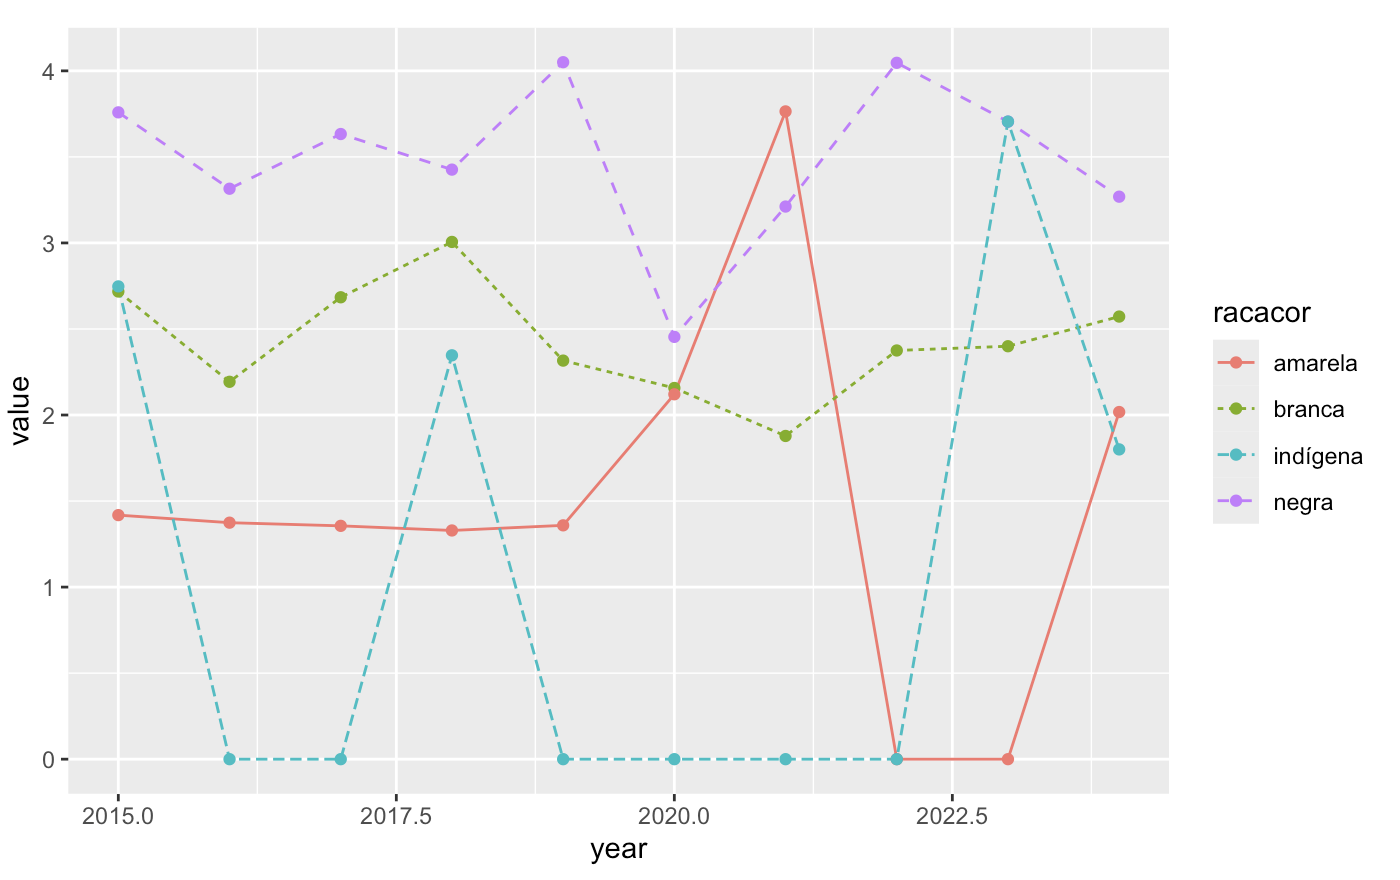 4
3
2
1
0
value
2015.0
2017.5
2020.0
2022.5
year
racacor
amarela
branca
indígena
negra